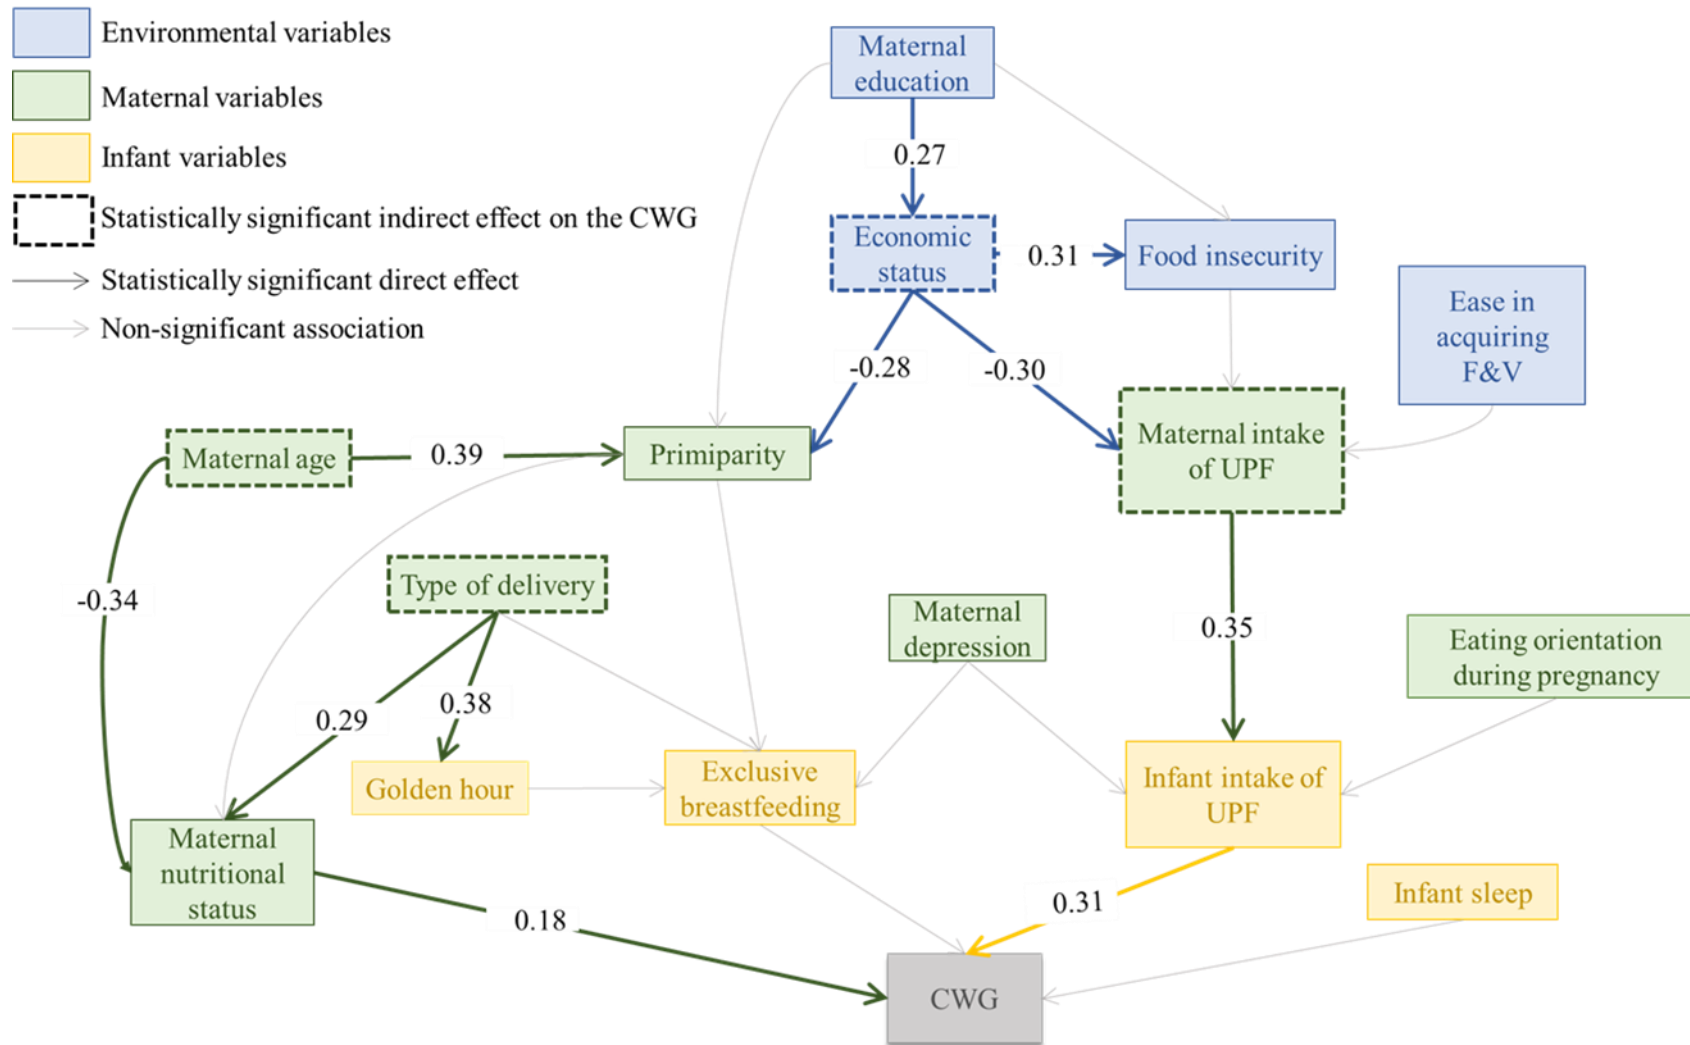 Environmental variables
Maternal variables
Infant variables
Statistically significant indirect effect on the CWG
Statistically significant direct effect
Non-significant association
Maternal
education
0.27
Economic
status
0.31
Food insecurity
Ease in
acquiring
F&V
-0.28
-0.30
Maternal age
0.39
Primiparity
Maternal intake
of UPF
Type of delivery
-0.34
Maternal
depression
0.35
Eating orientation
during pregnancy
0.29
0.38
Golden hour
Exclusive
breastfeeding
Infant intake of
UPF
Maternal
nutritional
status
0.18
0.31
Infant sleep
CWG